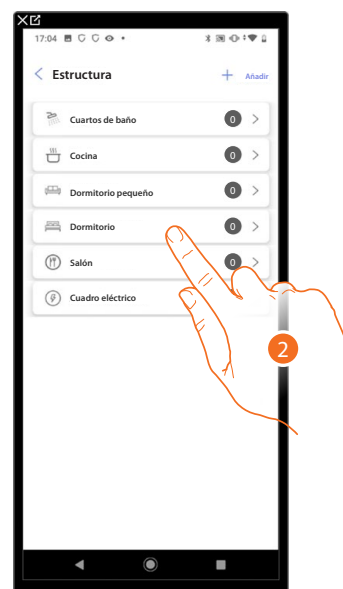 17:04
Estructura
+ Añadir
Cuartos de baño 0
Cocina 0
Dormitorio pequeño 0
Dormitorio 0
Salón 0
Cuadro eléctrico
2